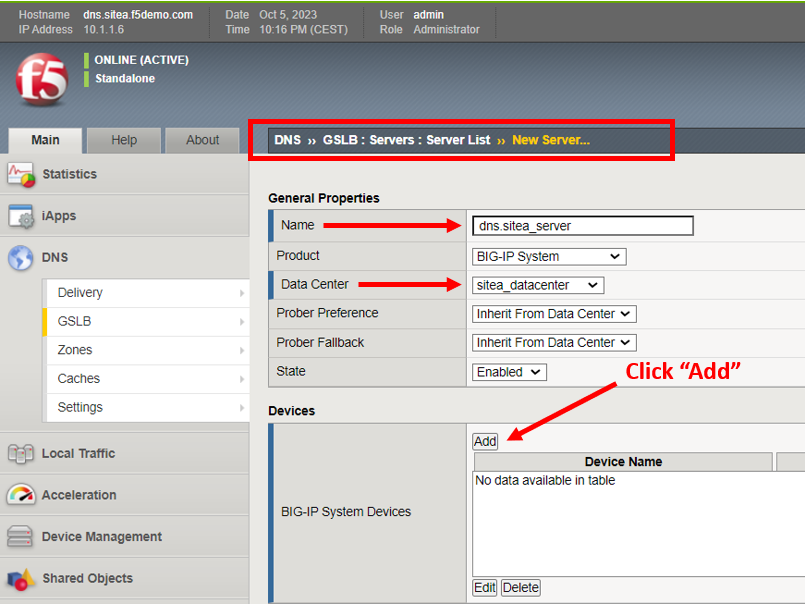 Hostname dns.sitea.f5demo.com Date Oct 5, 2023 User admin
IP Address 10.1.1.6 Time 10:16 PM (CEST) Role Administrator
f5
ONLINE (ACTIVE)
Standalone
Main Help About
DNS ›› GSLB : Servers : Server List ›› New Server...
Statistics
iApps
DNS
Delivery
GSLB
Zones
Caches
Settings
Local Traffic
Acceleration
Device Management
Shared Objects
General Properties
Name dns.sitea_server
Product BIG-IP System
Data Center sitea_datacenter
Prober Preference Inherit From Data Center
Prober Fallback Inherit From Data Center
State Enabled
Click “Add”
Devices
Add
Device Name
No data available in table
BIG-IP System Devices
Edit Delete